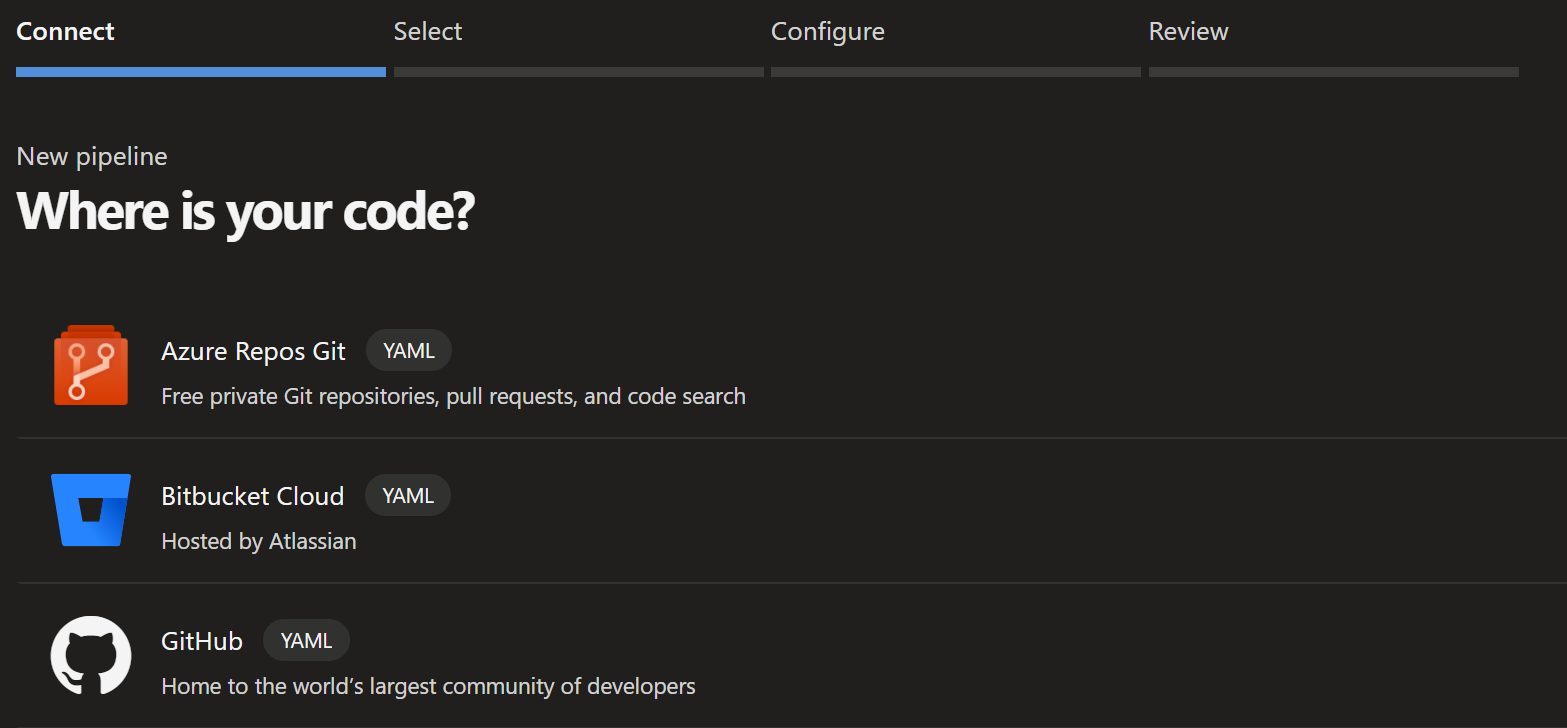 Connect Select Configure Review
New pipeline
Where is your code?
Azure Repos Git YAML
Free private Git repositories, pull requests, and code search
Bitbucket Cloud YAML
Hosted by Atlassian
GitHub YAML
Home to the world’s largest community of developers